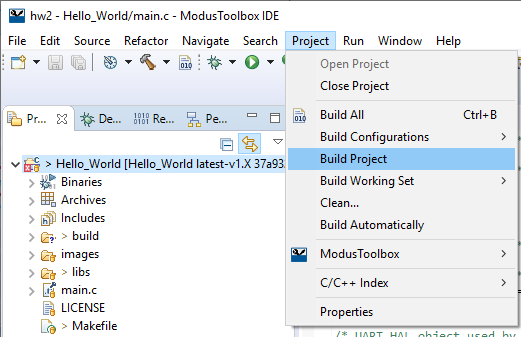 hw2 - Hello_World/main.c - ModusToolbox IDE
File Edit Source Refactor Navigate Search Project Run Window Help
Open Project
Close Project
Build All Ctrl+B
Build Configurations
Build Project
Build Working Set
Clean...
Build Automatically
ModusToolbox
C/C++ Index
Properties
Pr... De... Re... Pe...
> Hello_World [Hello_World latest-v1.X 37a93
Binaries
Archives
Includes
> build
images
> libs
main.c
LICENSE
> Makefile
/* UART HAL object used by